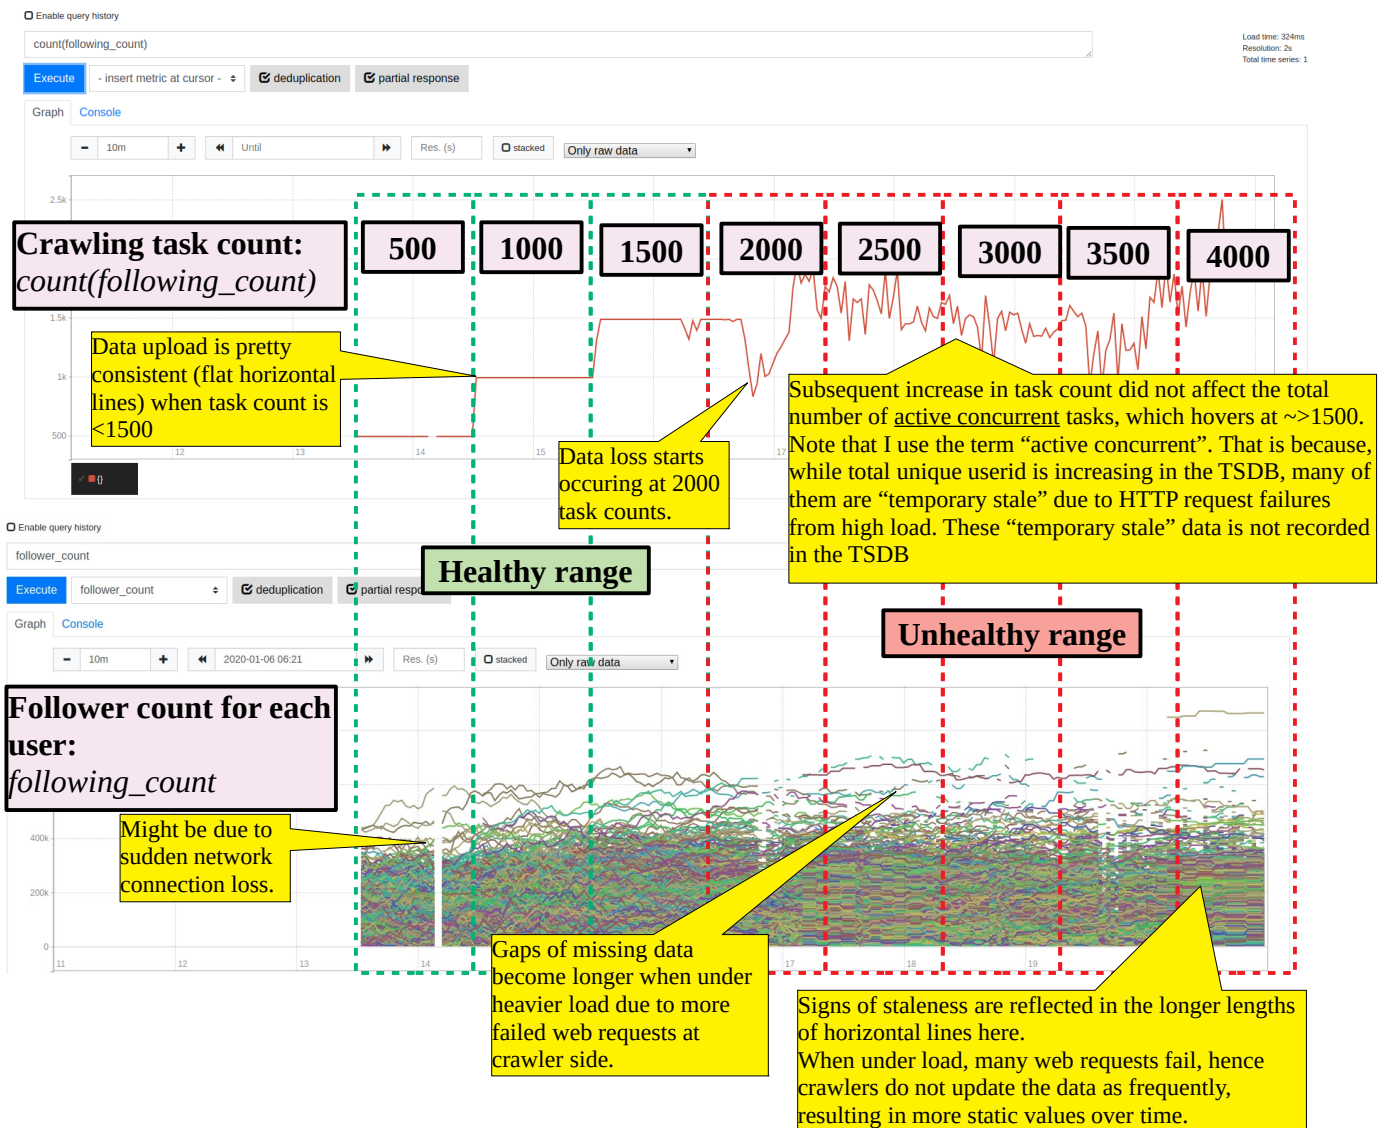 Enable query history
count(following_count)
Load time: 324ms
Resolution: 2s
Total time series: 1
Execute
- insert metric at cursor -
deduplication
partial response
Graph
Console
10m
Until
Res. (s)
stacked
Only raw data
2.5k
500
1000
1500
2000
2500
3000
3500
4000
Crawling task count:
count(following_count)
1.5k
Data upload is pretty
consistent (flat horizontal
lines) when task count is
<1500
1k
Subsequent increase in task count did not affect the total
number of active concurrent tasks, which hovers at ~>1500.
Note that I use the term “active concurrent”. That is because,
while total unique userid is increasing in the TSDB, many of
them are “temporary stale” due to HTTP request failures
from high load. These “temporary stale” data is not recorded
in the TSDB
500
12
13
14
15
17
Data loss starts
occuring at 2000
task counts.
{}
Enable query history
follower_count
Healthy range
Execute
follower_count
deduplication
partial respo
Unhealthy range
Graph
Console
10m
2020-01-06 06:21
Res. (s)
stacked
Only raw data
Follower count for each
user:
following_count
Might be due to
sudden network
connection loss.
400k
200k
0
11
12
13
14
17
18
19
Gaps of missing data
become longer when under
heavier load due to more
failed web requests at
crawler side.
Signs of staleness are reflected in the longer lengths
of horizontal lines here.
When under load, many web requests fail, hence
crawlers do not update the data as frequently,
resulting in more static values over time.